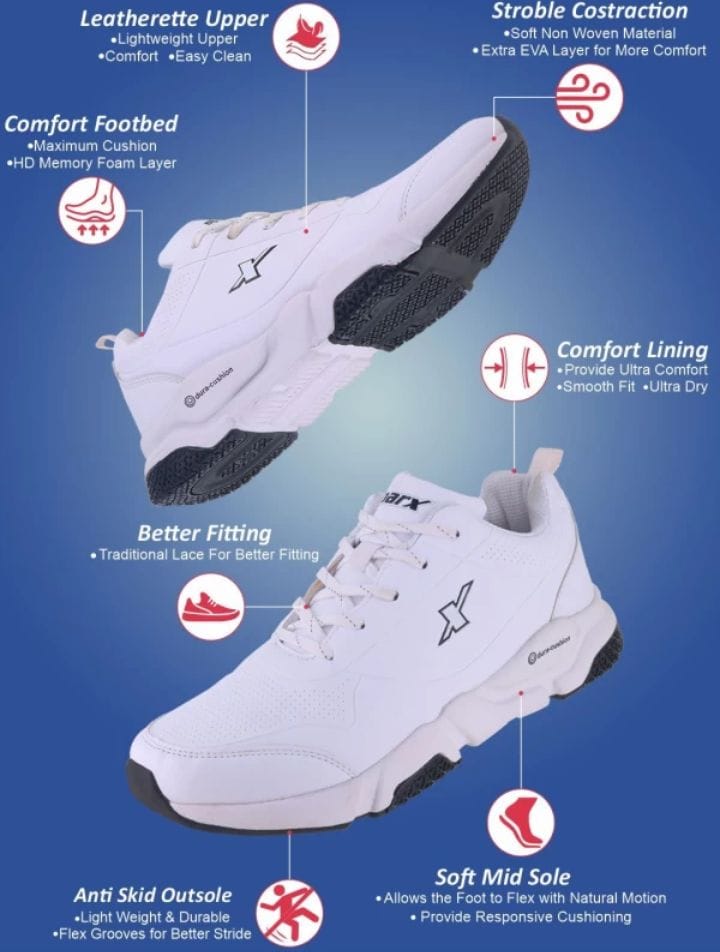 Leatherette Upper
•Lightweight Upper
•Comfort •Easy Clean
Stroble Costraction
•Soft Non Woven Material
•Extra EVA Layer for More Comfort
Comfort Footbed
•Maximum Cushion
•HD Memory Foam Layer
X
dura-cushion
Comfort Lining
•Provide Ultra Comfort
•Smooth Fit •Ultra Dry
Better Fitting
•Traditional Lace For Better Fitting
arx
X
dura-cushion
Soft Mid Sole
•Allows the Foot to Flex with Natural Motion
• Provide Responsive Cushioning
Anti Skid Outsole
•Light Weight & Durable
•Flex Grooves for Better Stride